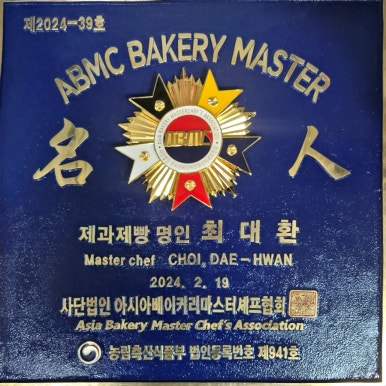 제2024-39호
ABMC BAKERY MASTER
名 人
제과제빵 명인 최대환
Master chef CHOI, DAE-HWAN
2024. 2. 19
사단법인 아시아베이커리마스터셰프협회
Asia Bakery Master Chef's Association
농림축산식품부 법인등록번호 제941호